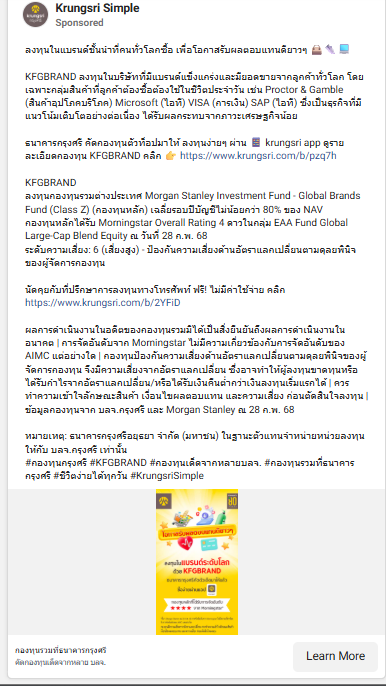 Krungsri Simple
Sponsored
ลงทุนในแบรนด์ชั้นนำที่คนทั่วโลกซื้อ เพื่อโอกาสรับผลตอบแทนดียาวๆ
KFGBRAND ลงทุนในบริษัทที่มีแบรนด์แข็งแกร่งและมียอดขายจากลูกค้าทั่วโลก โดย
เฉพาะกลุ่มสินค้าที่ลูกค้าต้องซื้อต้องใช้ในชีวิตประจำวัน เช่น Proctor & Gamble
(สินค้าอุปโภคบริโภค) Microsoft (ไอที) VISA (การเงิน) SAP (ไอที) ซึ่งเป็นธุรกิจที่มี
แนวโน้มเติบโตอย่างต่อเนื่อง ได้รับผลกระทบจากภาวะเศรษฐกิจน้อย
ธนาคารกรุงศรี คัดกองทุนตัวท็อปมาให้ ลงทุนง่ายๆ ผ่าน krungsri app ดูราย
ละเอียดกองทุน KFGBRAND คลิก https://www.krungsri.com/b/pzq7h
KFGBRAND
ลงทุนกองทุนรวมต่างประเทศ Morgan Stanley Investment Fund - Global Brands
Fund (Class Z) (กองทุนหลัก) เฉลี่ยรอบปีบัญชีไม่น้อยกว่า 80% ของ NAV
กองทุนหลักได้รับ Morningstar Overall Rating 4 ดาวในกลุ่ม EAA Fund Global
Large-Cap Blend Equity ณ วันที่ 28 ก.พ. 68
ระดับความเสี่ยง: 6 (เสี่ยงสูง) - ป้องกันความเสี่ยงด้านอัตราแลกเปลี่ยนตามดุลยพินิจ
ของผู้จัดการกองทุน
นัดคุยกับที่ปรึกษาการลงทุนทางโทรศัพท์ ฟรี! ไม่มีค่าใช้จ่าย คลิก
https://www.krungsri.com/b/2YFiD
ผลการดำเนินงานในอดีตของกองทุนรวมมิได้เป็นสิ่งยืนยันถึงผลการดำเนินงานใน
อนาคต | การจัดอันดับจาก Morningstar ไม่มีความเกี่ยวข้องกับการจัดอันดับของ
AIMC แต่อย่างใด | กองทุนป้องกันความเสี่ยงด้านอัตราแลกเปลี่ยนตามดุลยพินิจของผู้
จัดการกองทุน จึงมีความเสี่ยงจากอัตราแลกเปลี่ยน ซึ่งอาจทำให้ผู้ลงทุนขาดทุนหรือ
ได้รับกำไรจากอัตราแลกเปลี่ยน/หรือได้รับเงินคืนต่ำกว่าเงินลงทุนเริ่มแรกได้ | ควร
ทำความเข้าใจลักษณะสินค้า เงื่อนไขผลตอบแทน และความเสี่ยง ก่อนตัดสินใจลงทุน |
ข้อมูลกองทุนจาก บลจ.กรุงศรี และ Morgan Stanley ณ 28 ก.พ. 68
หมายเหตุ: ธนาคารกรุงศรีอยุธยา จำกัด (มหาชน) ในฐานะตัวแทนจำหน่ายหน่วยลงทุน
ให้กับ บลจ.กรุงศรี เท่านั้น
#กองทุนกรุงศรี #KFGBRAND #กองทุนเด็ดจากหลายบลจ. #กองทุนรวมที่ธนาคาร
กรุงศรี #ชีวิตง่ายได้ทุกวัน #KrungsriSimple
โอกาสรับผลตอบแทนดียาวๆ
ลงทุนในแบรนด์ระดับโลก
ด้วย KFGBRAND
กองทุนรวมที่ธนาคารกรุงศรี
คัดกองทุนเด็ดจากหลาย บลจ.
Learn More